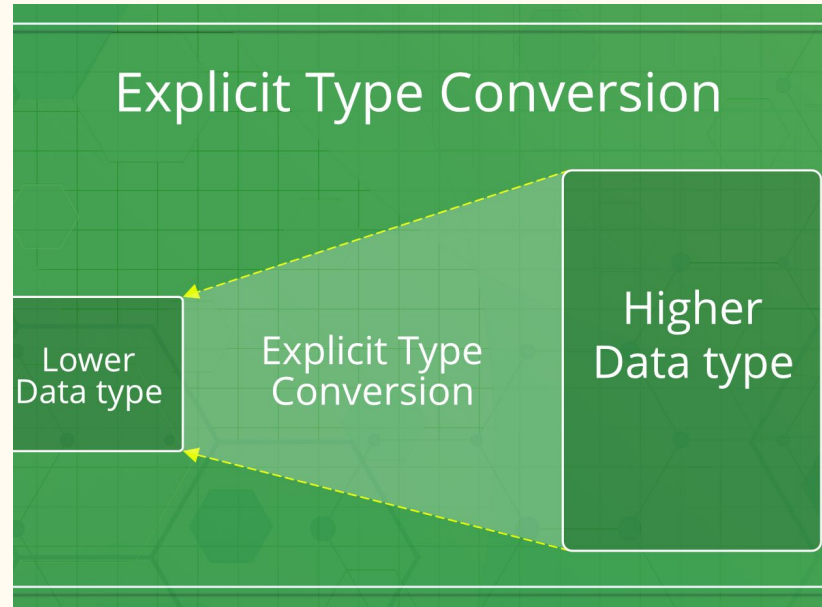 Explicit Type Conversion
Lower
Data type
Explicit Type
Conversion
Higher
Data type